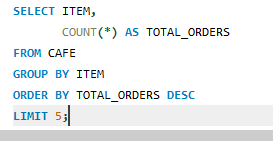 SELECT ITEM,
COUNT(*) AS TOTAL_ORDERS
FROM CAFE
GROUP BY ITEM
ORDER BY TOTAL_ORDERS DESC
LIMIT 5;